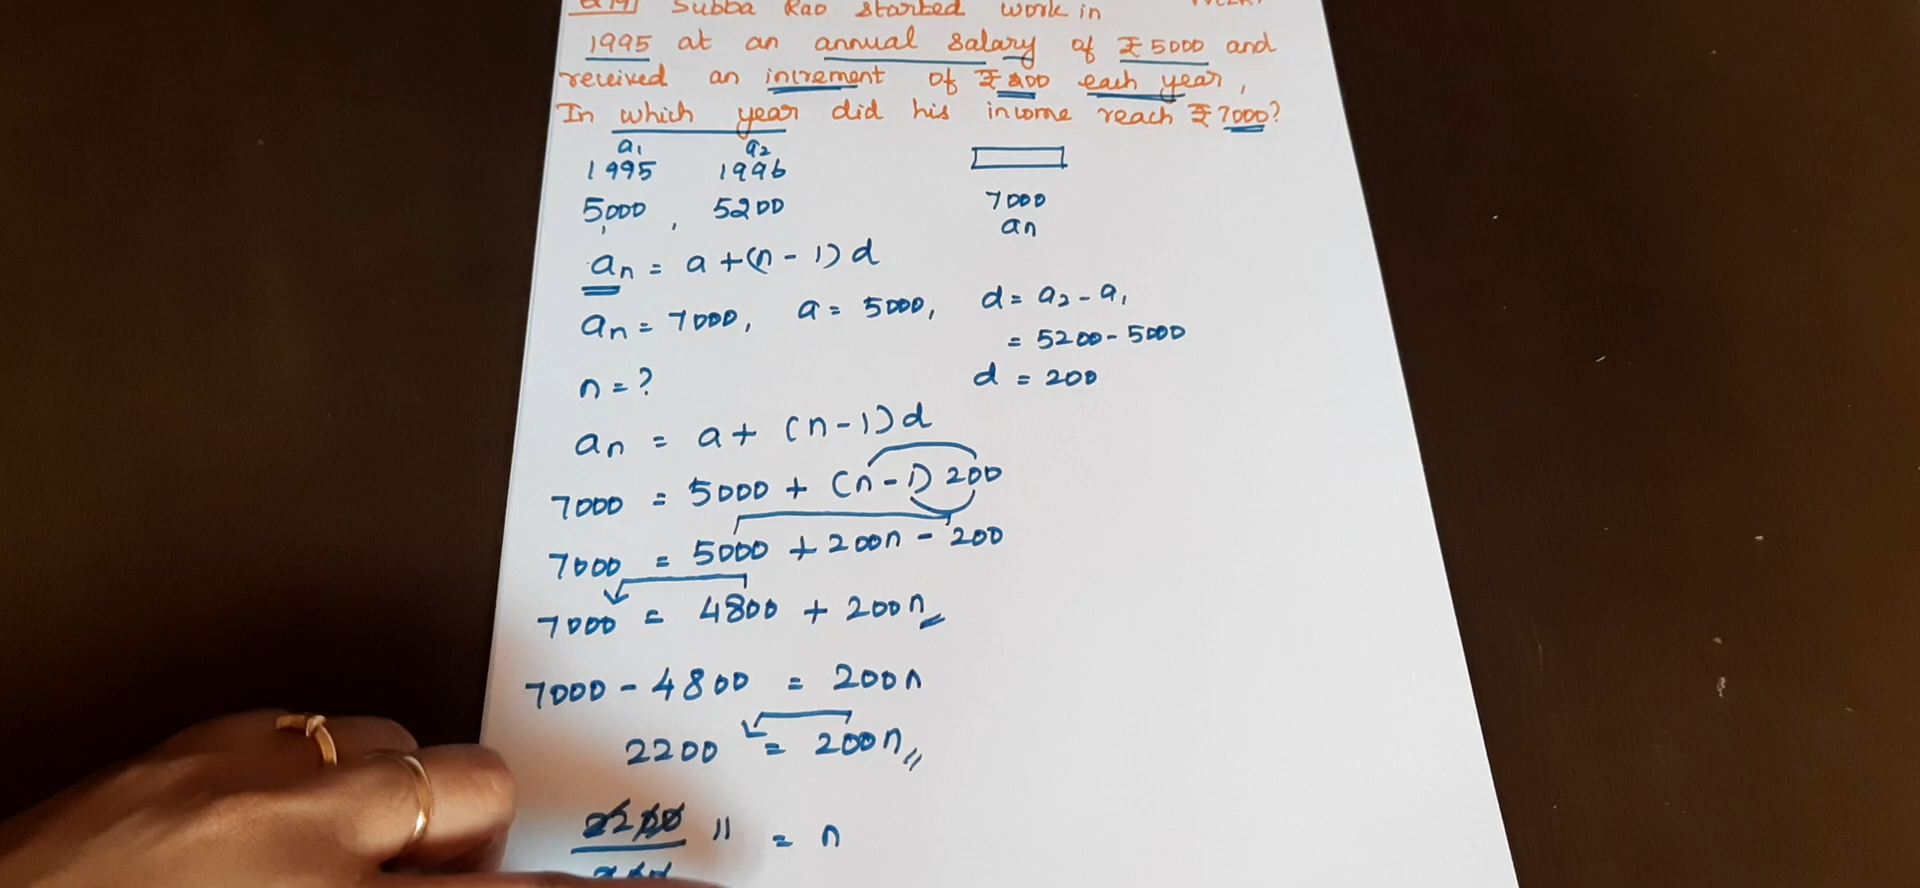 Subba Rao started work in
1995 at an annual salary of ₹5000 and
received an increment of ₹200 each year,
In which year did his income reach ₹7000?
a1 a2
1995 1996
5000, 5200 7000
an
an = a+(n-1)d
an = 7000, a = 5000, d = a2 - a1
= 5200-5000
n = ? d = 200
an = a + (n-1)d
7000 = 5000 + (n-1) 200
7000 = 5000 + 200n - 200
7000 = 4800 + 200n
7000 - 4800 = 200n
2200 = 200n
2200 11 = n